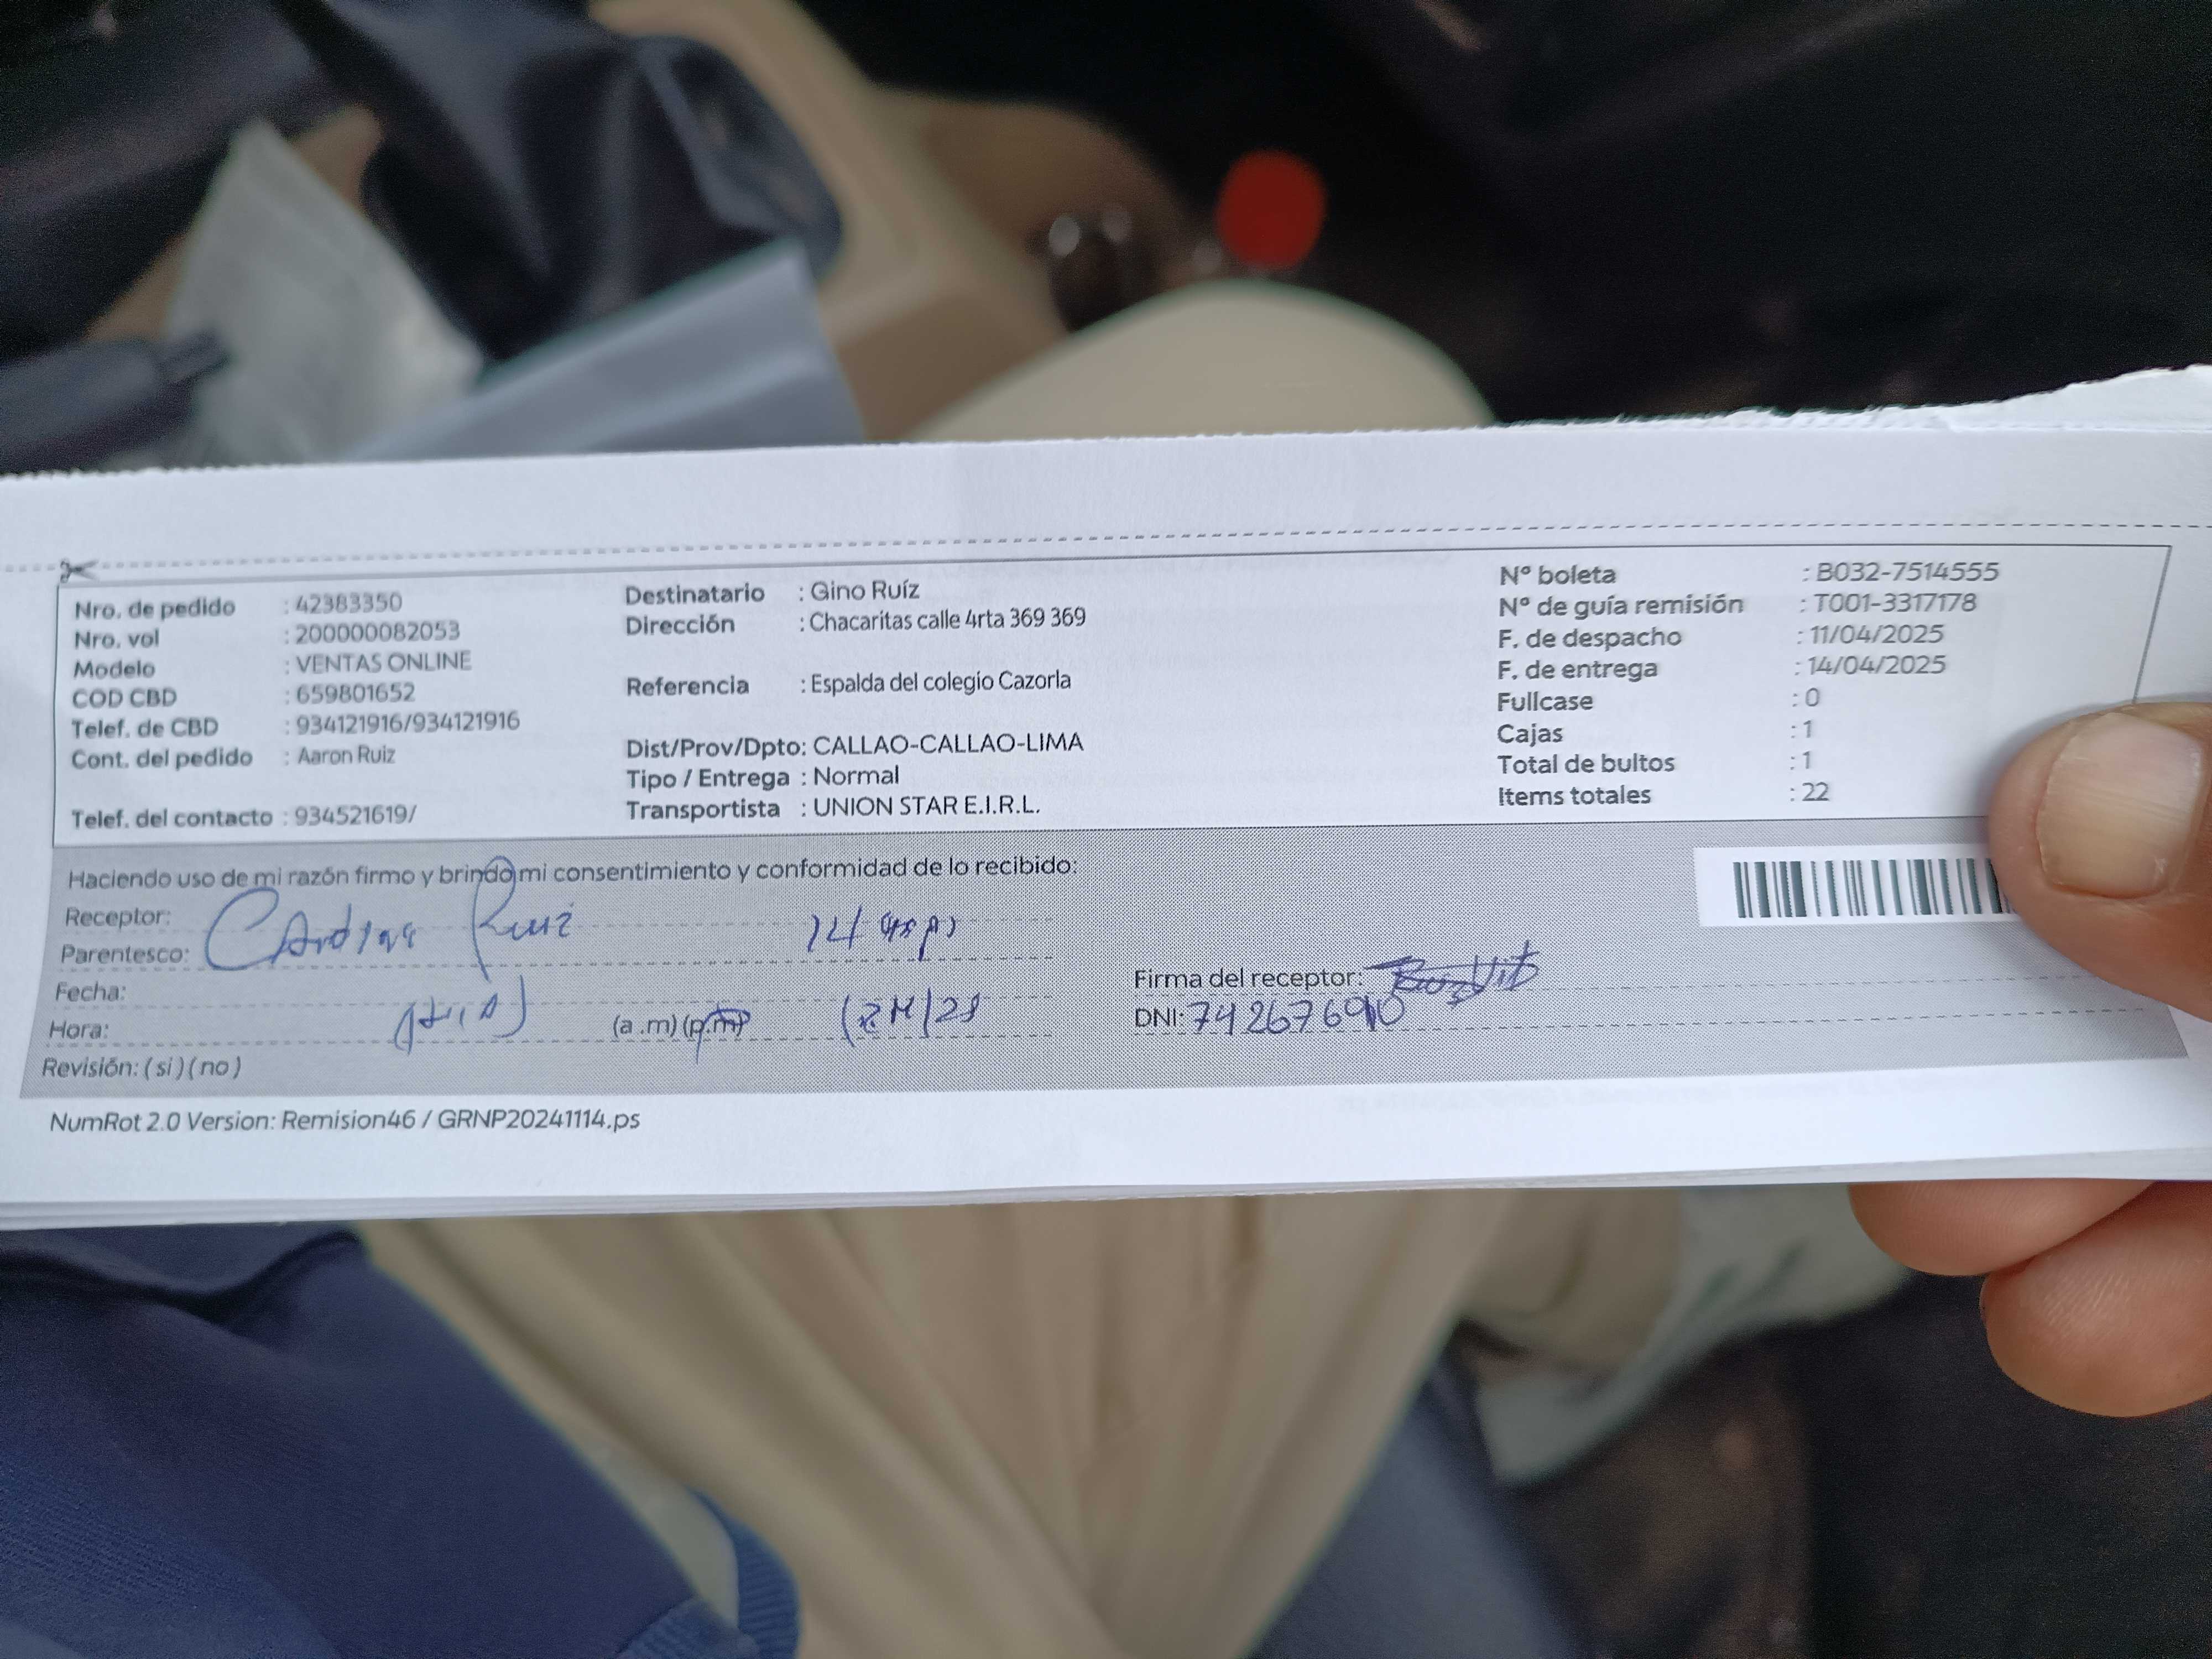 Nro. de pedido : 42383350
Nro. vol : 200000082053
Modelo : VENTAS ONLINE
COD CBD : 659801652
Telef. de CBD : 934121916/934121916
Cont. del pedido : Aaron Ruiz
Telef. del contacto : 934521619/
Destinatario : Gino Ruíz
Dirección : Chacaritas calle 4rta 369 369
Referencia : Espalda del colegio Cazorla
Dist/Prov/Dpto: CALLAO-CALLAO-LIMA
Tipo / Entrega : Normal
Transportista : UNION STAR E.I.R.L.
N° boleta : B032-7514555
N° de guía remisión : T001-3317178
F. de despacho : 11/04/2025
F. de entrega : 14/04/2025
Fullcase : 0
Cajas : 1
Total de bultos : 1
Items totales : 22
Haciendo uso de mi razón firmo y brindo mi consentimiento y conformidad de lo recibido:
Receptor: Ruiz
Parentesco:
Fecha:
Hora: (a .m) (p.m)
Revisión: ( si ) ( no )
Firma del receptor:
DNI:
NumRot 2.0 Version: Remision46 / GRNP20241114.ps